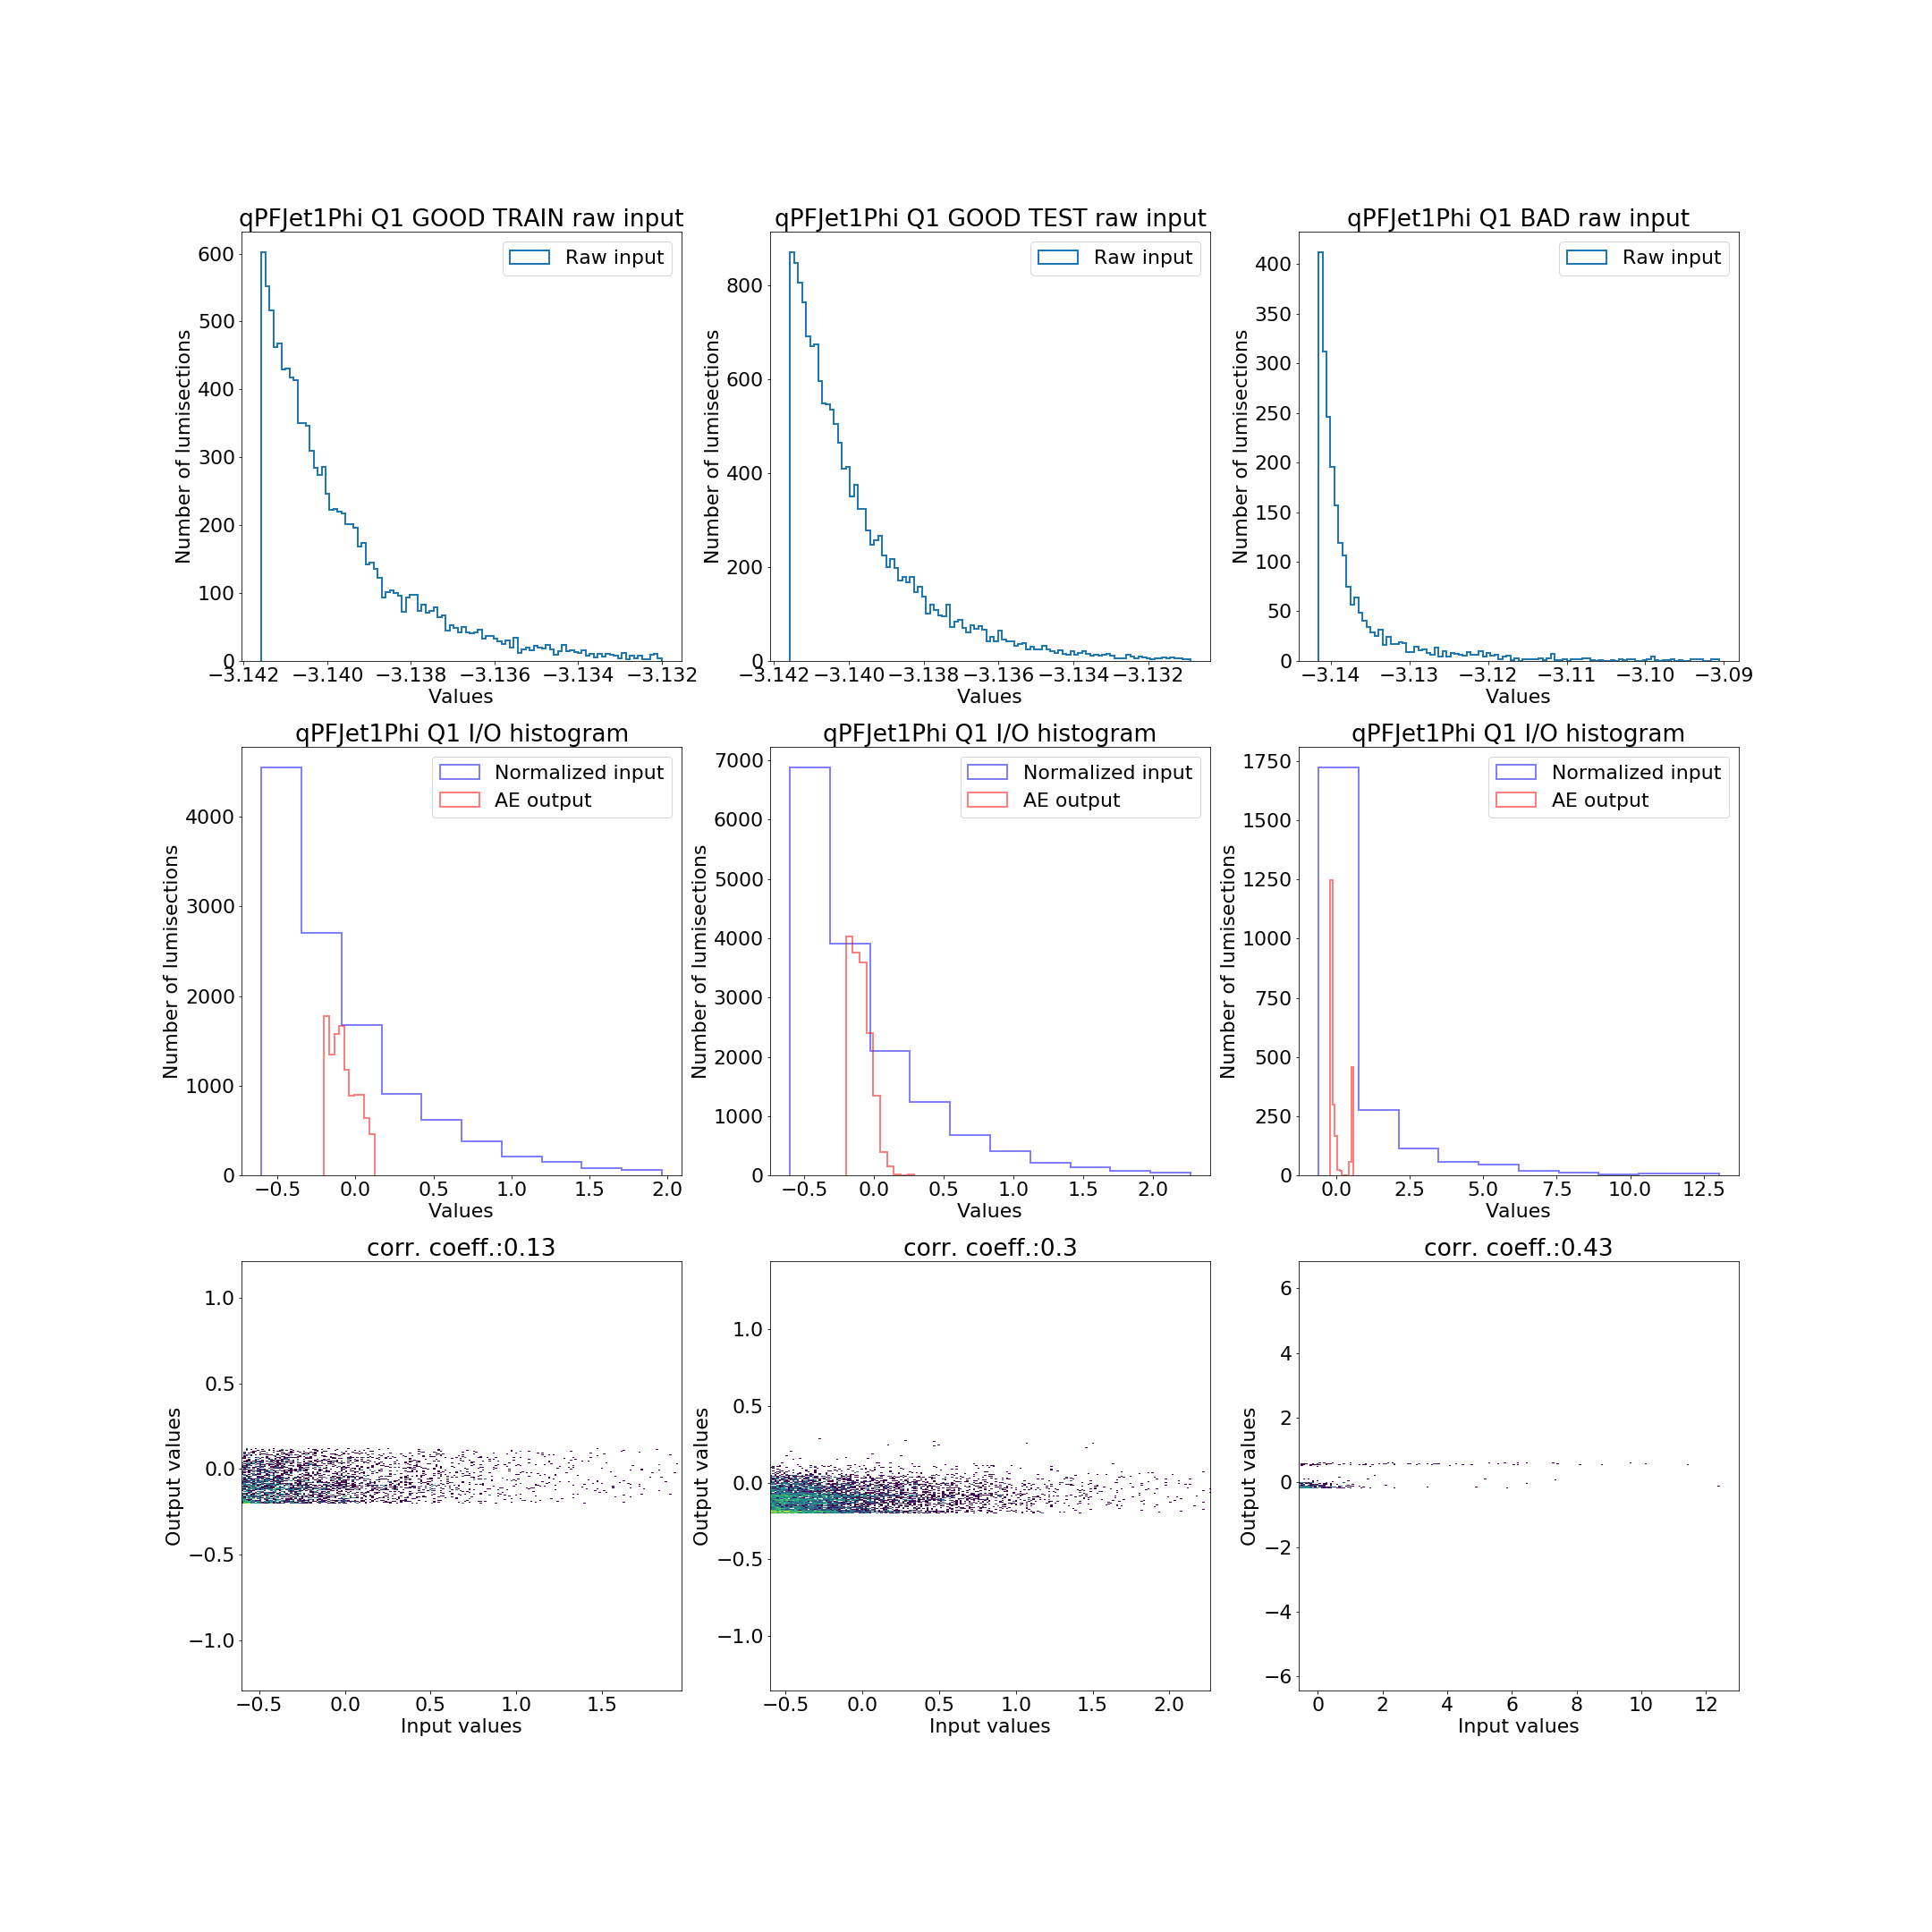 qPFJet1Phi Q1 GOOD TRAIN raw input
600
500
400
300
200
100
0
Number of lumisections
Raw input
−3.142 −3.140 −3.138 −3.136 −3.134 −3.132
Values
qPFJet1Phi Q1 GOOD TEST raw input
800
600
400
200
0
Number of lumisections
Raw input
−3.142 −3.140 −3.138 −3.136 −3.134 −3.132
Values
qPFJet1Phi Q1 BAD raw input
400
350
300
250
200
150
100
50
0
Number of lumisections
Raw input
−3.14 −3.13 −3.12 −3.11 −3.10 −3.09
Values
qPFJet1Phi Q1 I/O histogram
4000
3000
2000
1000
0
Number of lumisections
Normalized input
AE output
−0.5 0.0 0.5 1.0 1.5 2.0
Values
qPFJet1Phi Q1 I/O histogram
7000
6000
5000
4000
3000
2000
1000
0
Number of lumisections
Normalized input
AE output
−0.5 0.0 0.5 1.0 1.5 2.0
Values
qPFJet1Phi Q1 I/O histogram
1750
1500
1250
1000
750
500
250
0
Number of lumisections
Normalized input
AE output
0.0 2.5 5.0 7.5 10.0 12.5
Values
corr. coeff.:0.13
1.0
0.5
0.0
−0.5
−1.0
Output values
−0.5 0.0 0.5 1.0 1.5
Input values
corr. coeff.:0.3
1.0
0.5
0.0
−0.5
−1.0
Output values
−0.5 0.0 0.5 1.0 1.5 2.0
Input values
corr. coeff.:0.43
6
4
2
0
−2
−4
−6
Output values
0 2 4 6 8 10 12
Input values